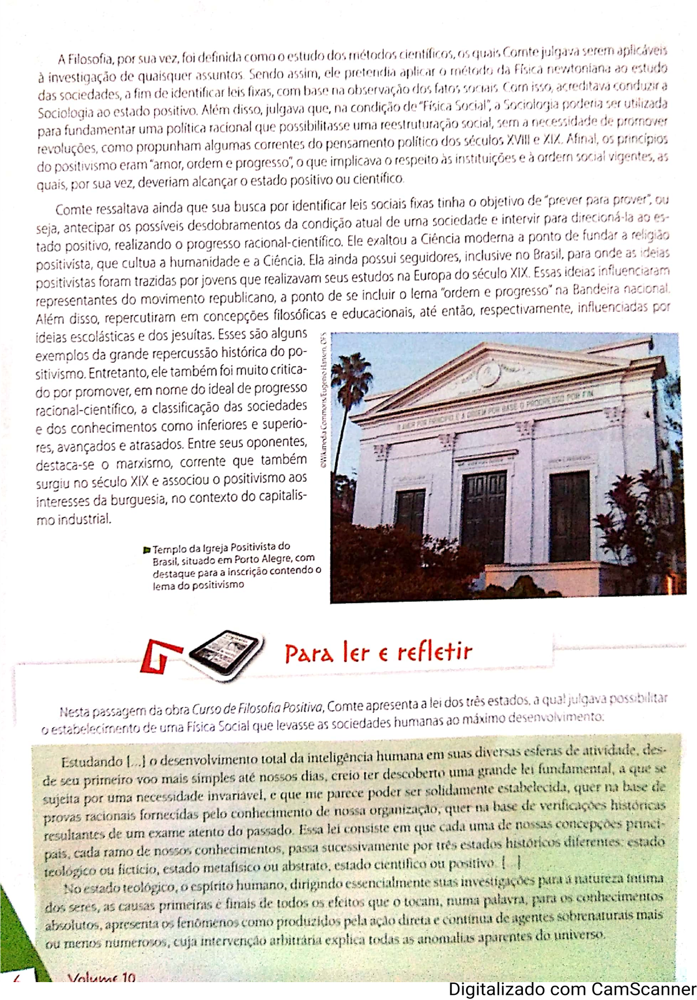 A Filosofia, por sua vez, foi definida como o estudo dos métodos científicos, os quais Comte julgava serem aplicáveis
à investigação de quaisquer assuntos. Sendo assim, ele pretendia aplicar o método da Física newtoniana ao estudo
das sociedades, a fim de identificar leis fixas, com base na observação dos fatos sociais. Com isso, acreditava conduzir a
Sociologia ao estado positivo. Além disso, julgava que, na condição de "Física Social", a Sociologia poderia ser utilizada
para fundamentar uma política racional que possibilitasse uma reestruturação social, sem a necessidade de promover
revoluções, como propunham algumas correntes do pensamento político dos séculos XVIII e XIX. Afinal, os princípios
do positivismo eram "amor, ordem e progresso", o que implicava o respeito às instituições e à ordem social vigentes, as
quais, por sua vez, deveriam alcançar o estado positivo ou científico.
Comte ressaltava ainda que sua busca por identificar leis sociais fixas tinha o objetivo de "prever para prover", ou
seja, antecipar os possíveis desdobramentos da condição atual de uma sociedade e intervir para direcioná-la ao es-
tado positivo, realizando o progresso racional-científico. Ele exaltou a Ciência moderna a ponto de fundar a religião
positivista, que cultua a humanidade e a Ciência. Ela ainda possui seguidores, inclusive no Brasil, para onde as ideias
positivistas foram trazidas por jovens que realizavam seus estudos na Europa do século XIX. Essas ideias influenciaram
representantes do movimento republicano, a ponto de se incluir o lema "ordem e progresso" na Bandeira nacional.
Além disso, repercutiram em concepções filosóficas e educacionais, até então, respectivamente, influenciadas por
ideias escolásticas e dos jesuítas. Esses são alguns
exemplos da grande repercussão histórica do po-
sitivismo. Entretanto, ele também foi muito critica-
do por promover, em nome do ideal de progresso
racional-científico, a classificação das sociedades
e dos conhecimentos como inferiores e superio-
res, avançados e atrasados. Entre seus oponentes,
destaca-se o marxismo, corrente que também
surgiu no século XIX e associou o positivismo aos
interesses da burguesia, no contexto do capitalis-
mo industrial.
©Wikimedia Commons/Eugenio Hansen, OFS
O AMOR POR PRINCIPIO E A ORDEM POR BASE O PROGRESSO POR FIM
Templo da Igreja Positivista do
Brasil, situado em Porto Alegre, com
destaque para a inscrição contendo o
lema do positivismo
Para ler e refletir
Nesta passagem da obra Curso de Filosofia Positiva, Comte apresenta a lei dos três estados, a qual julgava possibilitar
o estabelecimento de uma Física Social que levasse as sociedades humanas ao máximo desenvolvimento:
Estudando [...] o desenvolvimento total da inteligência humana em suas diversas esferas de atividade, des-
de seu primeiro voo mais simples até nossos dias, creio ter descoberto uma grande lei fundamental, a que se
sujeita por uma necessidade invariável, e que me parece poder ser solidamente estabelecida, quer na base de
provas racionais fornecidas pelo conhecimento de nossa organização, quer na base de verificações históricas
resultantes de um exame atento do passado. Essa lei consiste em que cada uma de nossas concepções princi-
pais, cada ramo de nossos conhecimentos, passa sucessivamente por três estados históricos diferentes: estado
teológico ou fictício, estado metafísico ou abstrato, estado científico ou positivo. [...]
No estado teológico, o espírito humano, dirigindo essencialmente suas investigações para a natureza íntima
dos seres, as causas primeiras e finais de todos os efeitos que o tocam, numa palavra, para os conhecimentos
absolutos, apresenta os fenômenos como produzidos pela ação direta e contínua de agentes sobrenaturais mais
ou menos numerosos, cuja intervenção arbitrária explica todas as anomalias aparentes do universo.
6
Volume 10
Digitalizado com CamScanner